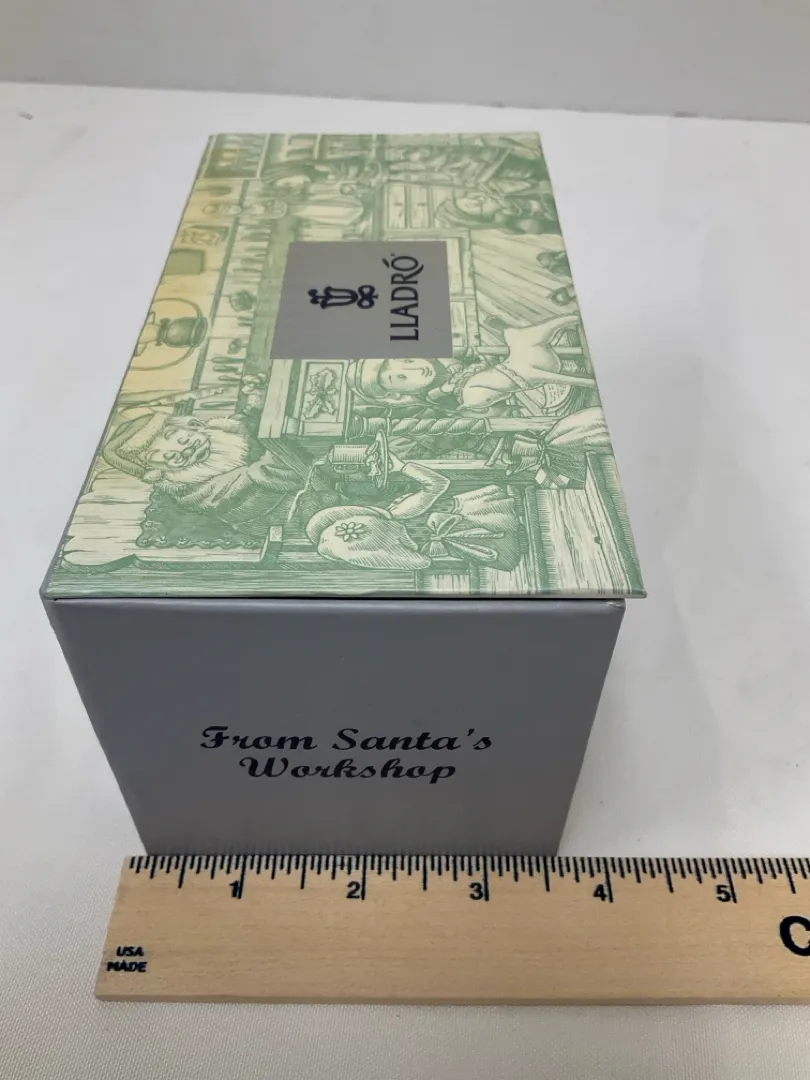 LLADRÓ
From Santa's
Workshop
1 2 3 4 5
USA
MADE
C